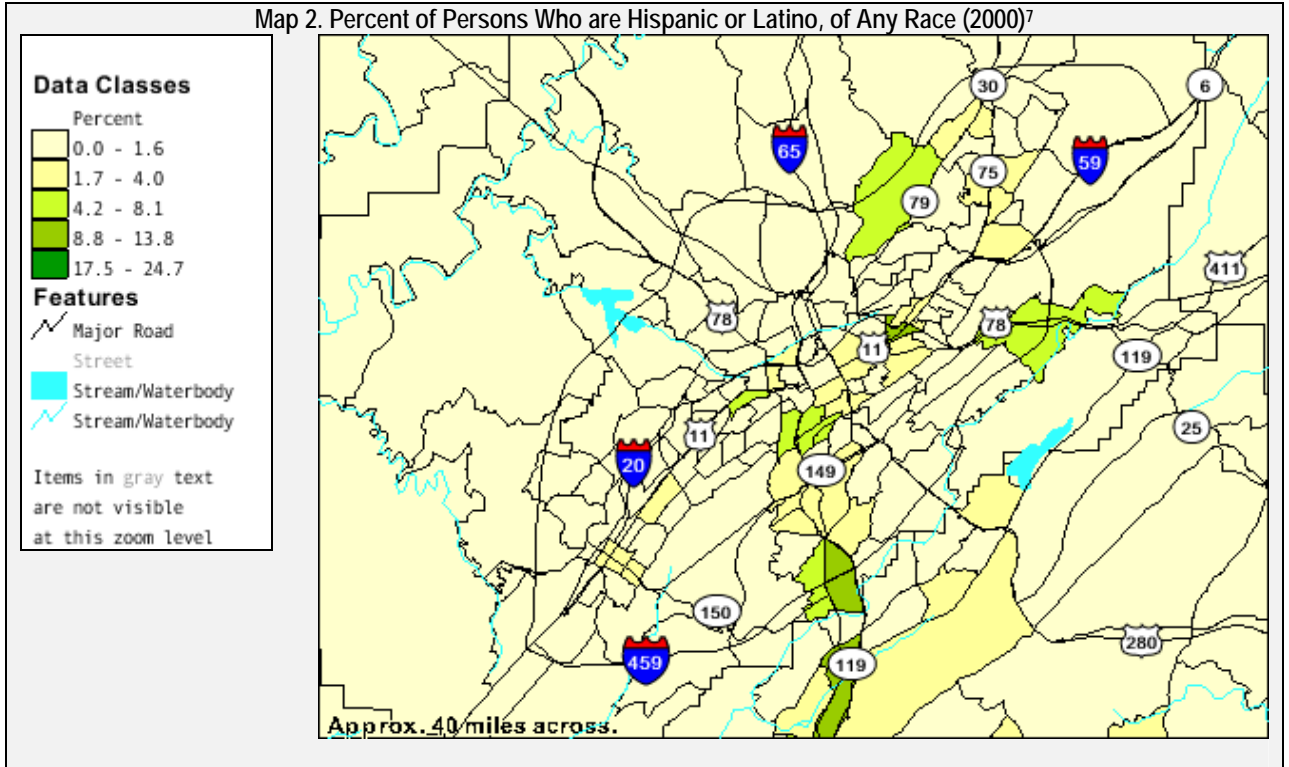 Map 2. Percent of Persons Who are Hispanic or Latino, of Any Race (2000)7
Data Classes
Percent
0.0 - 1.6
1.7 - 4.0
4.2 - 8.1
8.8 - 13.8
17.5 - 24.7
Features
Major Road
Street
Stream/Waterbody
Stream/Waterbody
Items in gray text
are not visible
at this zoom level
30
6
65
59
75
79
411
78
78
11
119
25
11
20
149
150
280
459
119
Approx. 40 miles across.